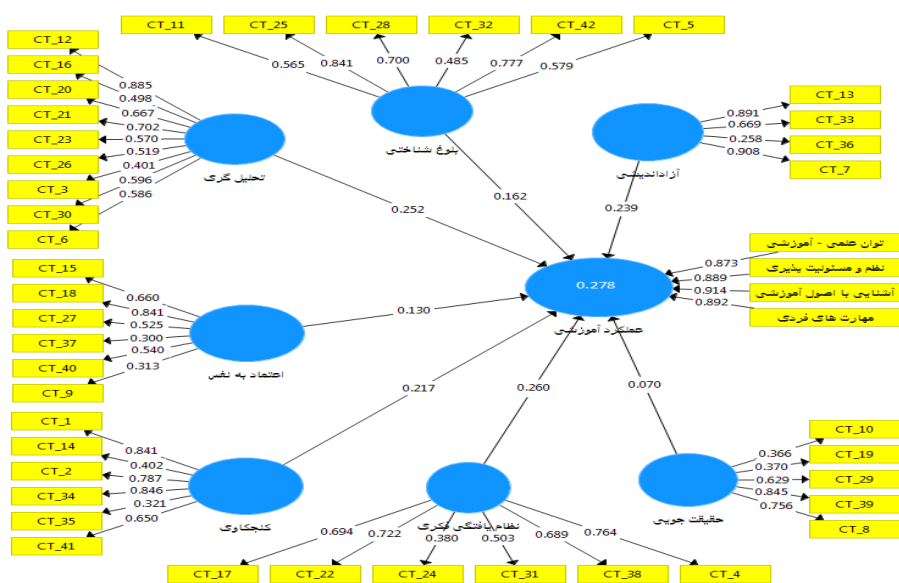 CT_11
CT_25
CT_28
CT_32
CT_42
CT_5
0.565
0.841
0.700
0.485
0.777
0.579
بلوغ شناختی
CT_12
CT_16
CT_20
CT_21
CT_23
CT_26
CT_3
CT_30
CT_6
0.885
0.498
0.667
0.702
0.570
0.519
0.401
0.596
0.586
تحلیل گری
CT_13
CT_33
CT_36
CT_7
0.891
0.669
0.258
0.908
آزاداندیشی
0.252
0.162
0.239
CT_15
CT_18
CT_27
CT_37
CT_40
CT_9
0.660
0.841
0.525
0.300
0.540
0.313
اعتماد به نفس
0.130
0.278
عملکرد آموزشی
توان علمی - آموزشی
نظم و مسئولیت پذیری
آشنایی با اصول آموزشی
مهارت های فردی
0.873
0.889
0.914
0.892
0.217
0.260
0.070
CT_1
CT_14
CT_2
CT_34
CT_35
CT_41
0.841
0.402
0.787
0.846
0.321
0.650
کنجکاوی
نظام یافتگی فکری
0.694
0.722
0.380
0.503
0.689
0.764
CT_17
CT_22
CT_24
CT_31
CT_38
CT_4
حقیقت جویی
0.366
0.370
0.629
0.845
0.756
CT_10
CT_19
CT_29
CT_39
CT_8